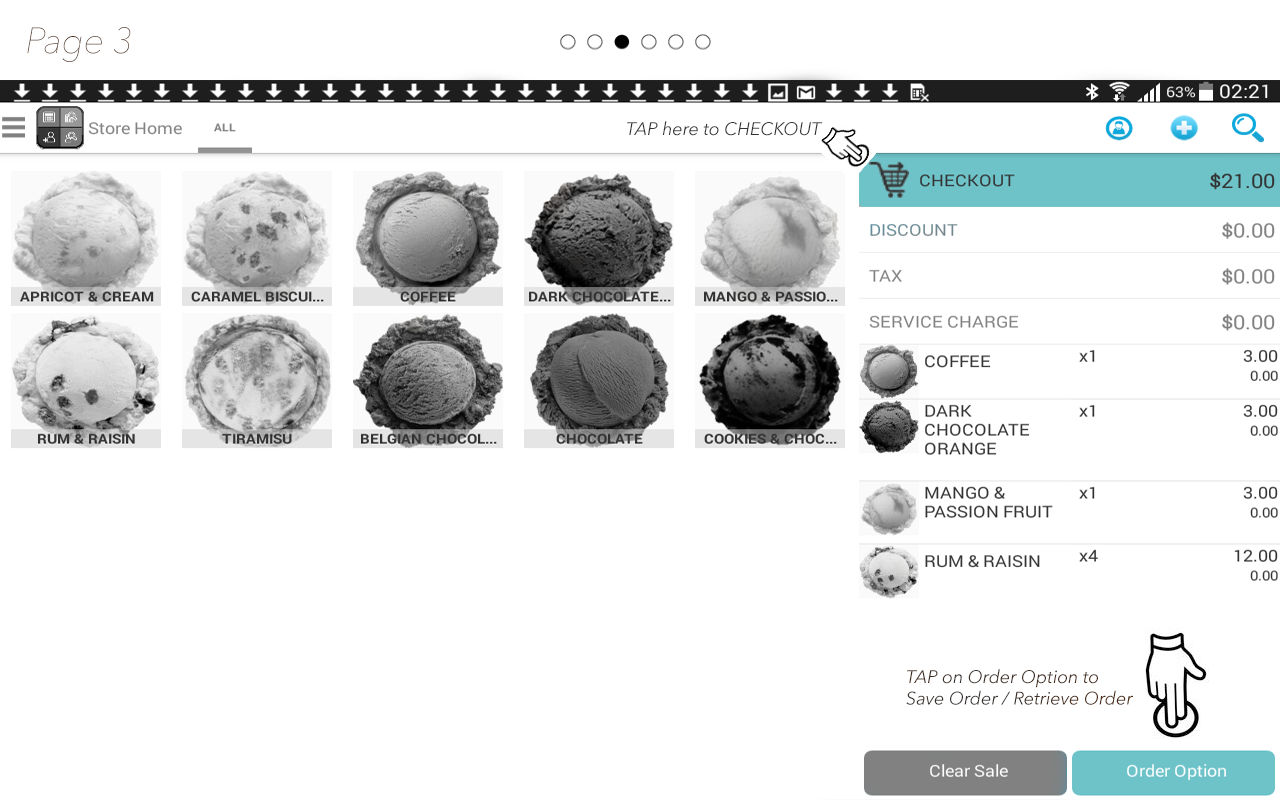 Page 3
63% 02:21
Store Home
ALL
TAP here to CHECKOUT
CHECKOUT $21.00
DISCOUNT $0.00
TAX $0.00
SERVICE CHARGE $0.00
APRICOT & CREAM
CARAMEL BISCUI...
COFFEE
DARK CHOCOLATE...
MANGO & PASSIO...
RUM & RAISIN
TIRAMISU
BELGIAN CHOCOL...
CHOCOLATE
COOKIES & CHOC...
COFFEE x1 3.00
0.00
DARK x1 3.00
CHOCOLATE 0.00
ORANGE
MANGO & x1 3.00
PASSION FRUIT 0.00
RUM & RAISIN x4 12.00
0.00
TAP on Order Option to
Save Order / Retrieve Order
Clear Sale
Order Option